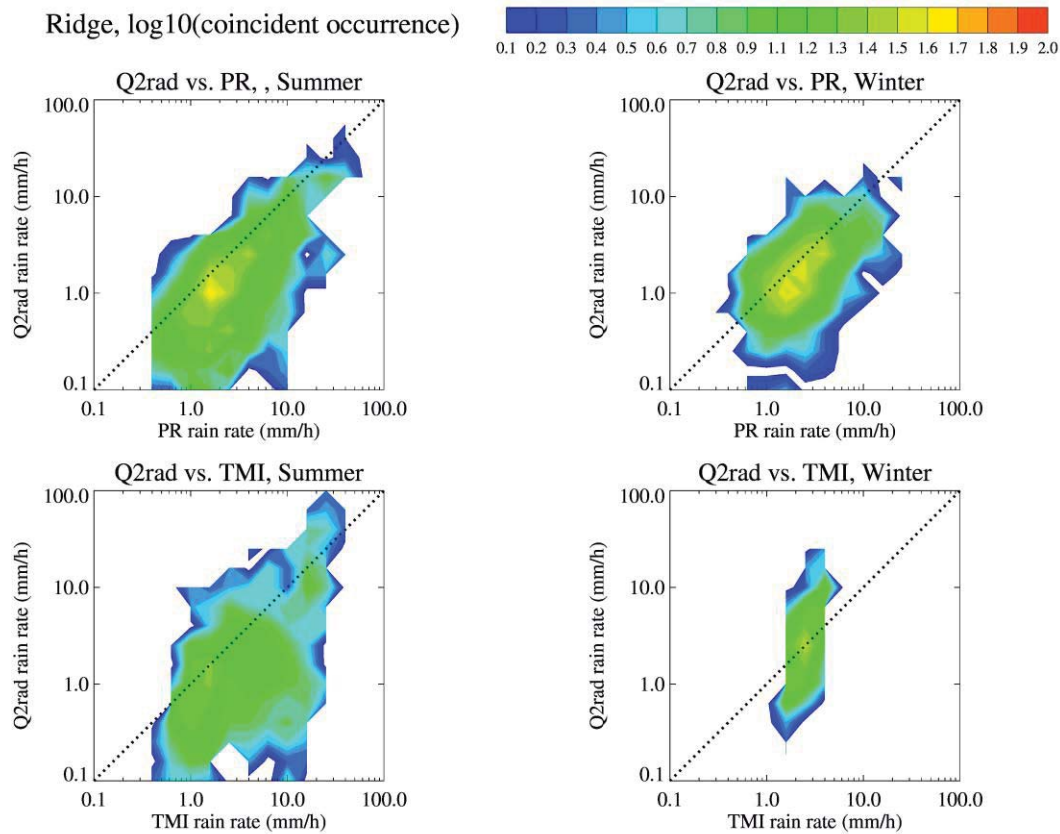 Ridge, log10(coincident occurrence)
0.1 0.2 0.3 0.4 0.5 0.6 0.7 0.8 0.9 1.0 1.1 1.2 1.3 1.4 1.5 1.6 1.7 1.8 1.9 2.0
Q2rad vs. PR, , Summer
100.0
10.0
1.0
0.1
Q2rad rain rate (mm/h)
0.1 1.0 10.0 100.0
PR rain rate (mm/h)
Q2rad vs. PR, Winter
100.0
10.0
1.0
0.1
Q2rad rain rate (mm/h)
0.1 1.0 10.0 100.0
PR rain rate (mm/h)
Q2rad vs. TMI, Summer
100.0
10.0
1.0
0.1
Q2rad rain rate (mm/h)
0.1 1.0 10.0 100.0
TMI rain rate (mm/h)
Q2rad vs. TMI, Winter
100.0
10.0
1.0
0.1
Q2rad rain rate (mm/h)
0.1 1.0 10.0 100.0
TMI rain rate (mm/h)